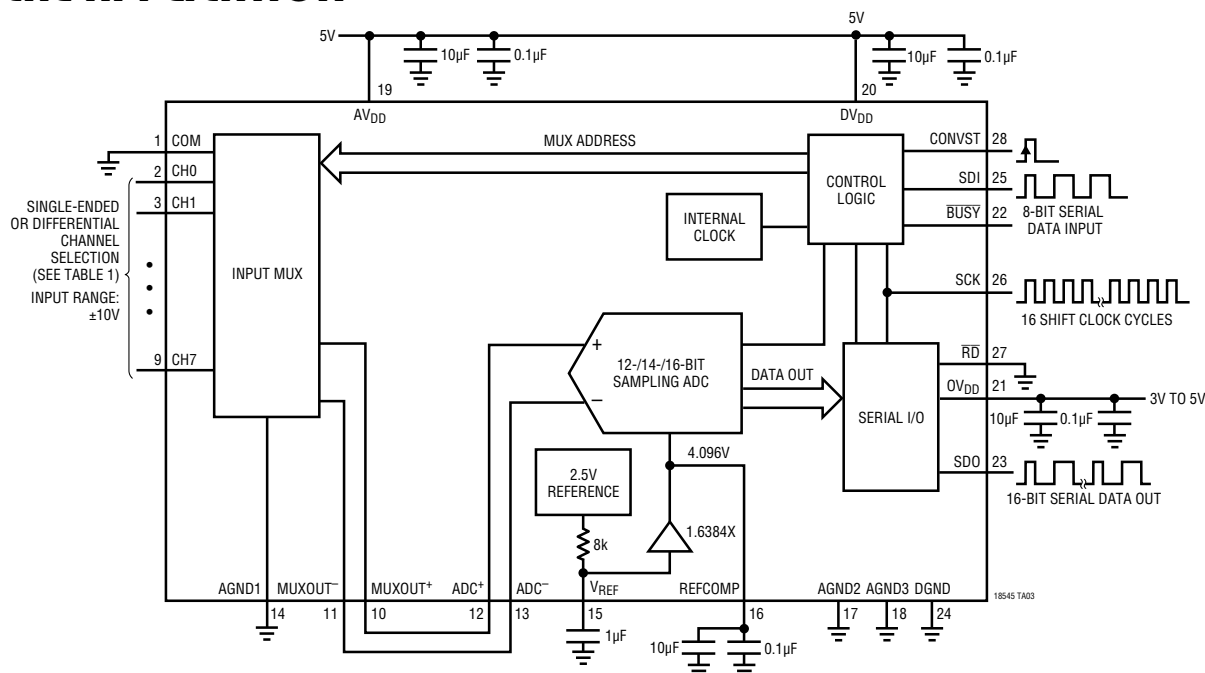 5V
5V
10µF
0.1µF
10µF
0.1µF
19
20
AVDD
DVDD
1
COM
2
CH0
3
CH1
SINGLE-ENDED
OR DIFFERENTIAL
CHANNEL
SELECTION
(SEE TABLE 1)
INPUT RANGE:
±10V
9
CH7
INPUT MUX
MUX ADDRESS
INTERNAL
CLOCK
CONTROL
LOGIC
CONVST
28
SDI
25
BUSY
22
8-BIT SERIAL
DATA INPUT
SCK
26
16 SHIFT CLOCK CYCLES
+
12-/14-/16-BIT
SAMPLING ADC
–
DATA OUT
SERIAL I/O
RD
27
OVDD
21
3V TO 5V
10µF
0.1µF
SDO
23
16-BIT SERIAL DATA OUT
4.096V
2.5V
REFERENCE
8k
1.6384X
AGND1
MUXOUT–
MUXOUT+
ADC+
ADC–
VREF
REFCOMP
AGND2
AGND3
DGND
18545 TA03
14
11
10
12
13
15
16
17
18
24
1µF
10µF
0.1µF